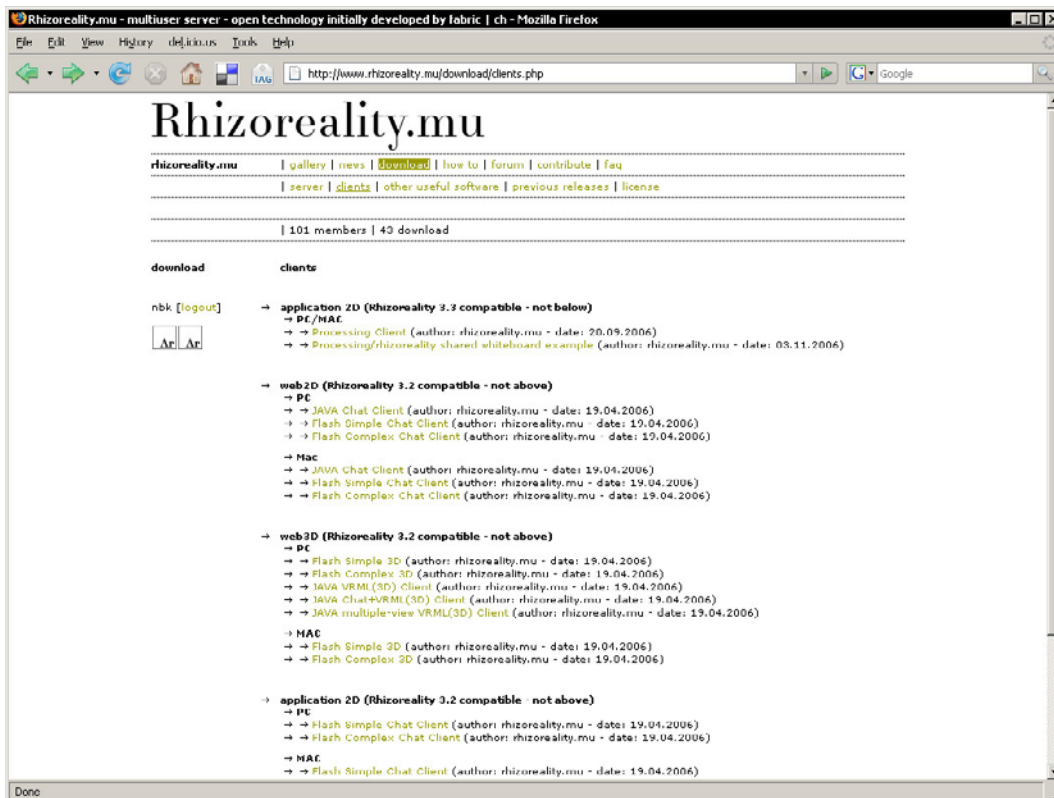 Rhizoreality.mu - multiuser server - open technology initially developed by fabric | ch - Mozilla Firefox
File Edit View History del.icio.us Tools Help
TAG http://www.rhizoreality.mu/download/clients.php G Google
Rhizoreality.mu
rhizoreality.mu | gallery | news | download | how to | forum | contribute | faq
| server | clients | other useful software | previous releases | license
| 101 members | 43 download
download clients
nbk [logout] → application 2D (Rhizoreality 3.3 compatible - not below)
→ PC/MAC
→ → Processing Client (author: rhizoreality.mu - date: 20.09.2006)
Ar Ar → → Processing/rhizoreality shared whiteboard example (author: rhizoreality.mu - date: 03.11.2006)
→ web2D (Rhizoreality 3.2 compatible - not above)
→ PC
→ → JAVA Chat Client (author: rhizoreality.mu - date: 19.04.2006)
→ → Flash Simple Chat Client (author: rhizoreality.mu - date: 19.04.2006)
→ → Flash Complex Chat Client (author: rhizoreality.mu - date: 19.04.2006)
→ Mac
→ → JAVA Chat Client (author: rhizoreality.mu - date: 19.04.2006)
→ → Flash Simple Chat Client (author: rhizoreality.mu - date: 19.04.2006)
→ → Flash Complex Chat Client (author: rhizoreality.mu - date: 19.04.2006)
→ web3D (Rhizoreality 3.2 compatible - not above)
→ PC
→ → Flash Simple 3D (author: rhizoreality.mu - date: 19.04.2006)
→ → Flash Complex 3D (author: rhizoreality.mu - date: 19.04.2006)
→ → JAVA VRML(3D) Client (author: rhizoreality.mu - date: 19.04.2006)
→ → JAVA Chat+VRML(3D) Client (author: rhizoreality.mu - date: 19.04.2006)
→ → JAVA multiple-view VRML(3D) Client (author: rhizoreality.mu - date: 19.04.2006)
→ MAC
→ → Flash Simple 3D (author: rhizoreality.mu - date: 19.04.2006)
→ → Flash Complex 3D (author: rhizoreality.mu - date: 19.04.2006)
→ application 2D (Rhizoreality 3.2 compatible - not above)
→ PC
→ → Flash Simple Chat Client (author: rhizoreality.mu - date: 19.04.2006)
→ → Flash Complex Chat Client (author: rhizoreality.mu - date: 19.04.2006)
→ MAC
→ → Flash Simple Chat Client (author: rhizoreality.mu - date: 19.04.2006)
Done